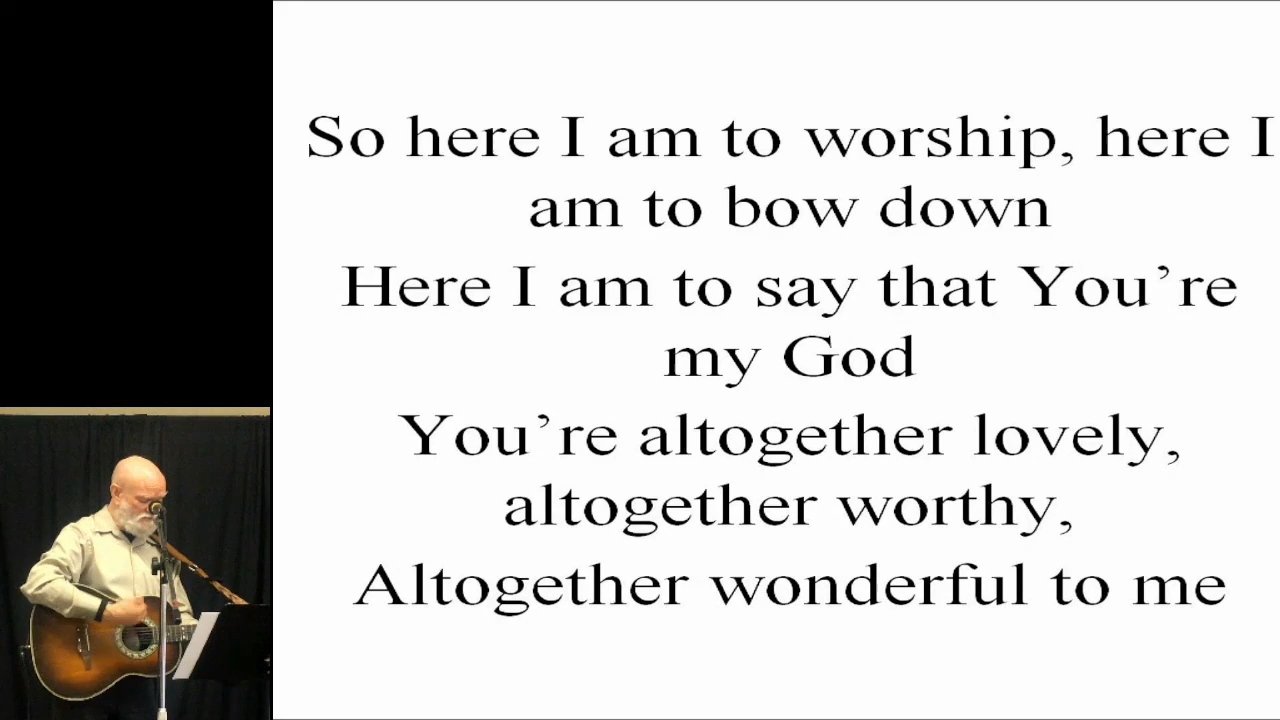 So here I am to worship, here I
am to bow down
Here I am to say that You’re
my God
You’re altogether lovely,
altogether worthy,
Altogether wonderful to me